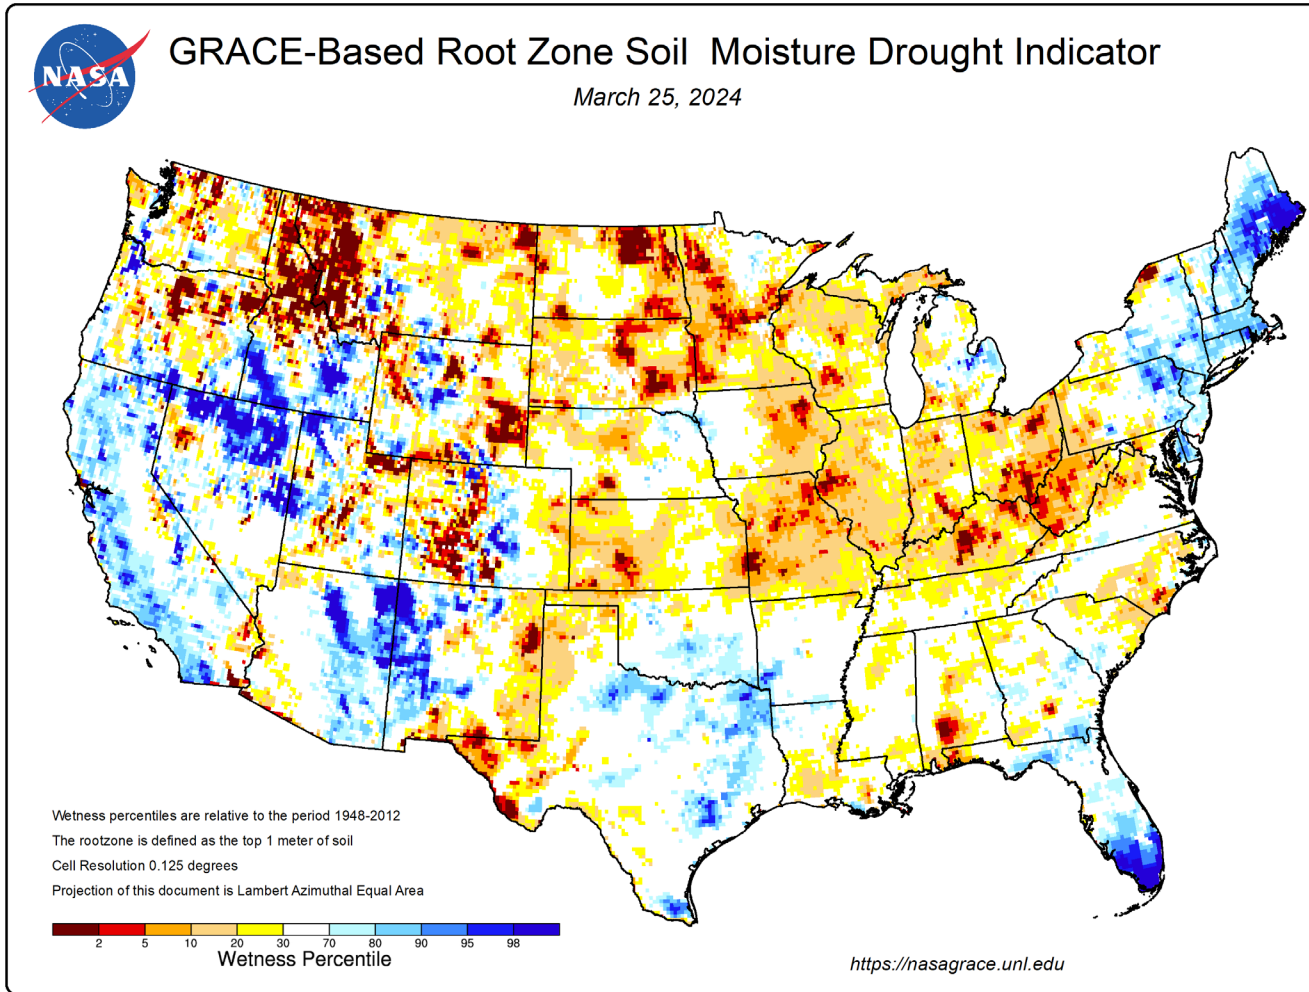 NASA
GRACE-Based Root Zone Soil  Moisture Drought Indicator
March 25, 2024
Wetness percentiles are relative to the period 1948-2012
The rootzone is defined as the top 1 meter of soil
Cell Resolution 0.125 degrees
Projection of this document is Lambert Azimuthal Equal Area
2 5 10 20 30 70 80 90 95 98
Wetness Percentile
https://nasagrace.unl.edu